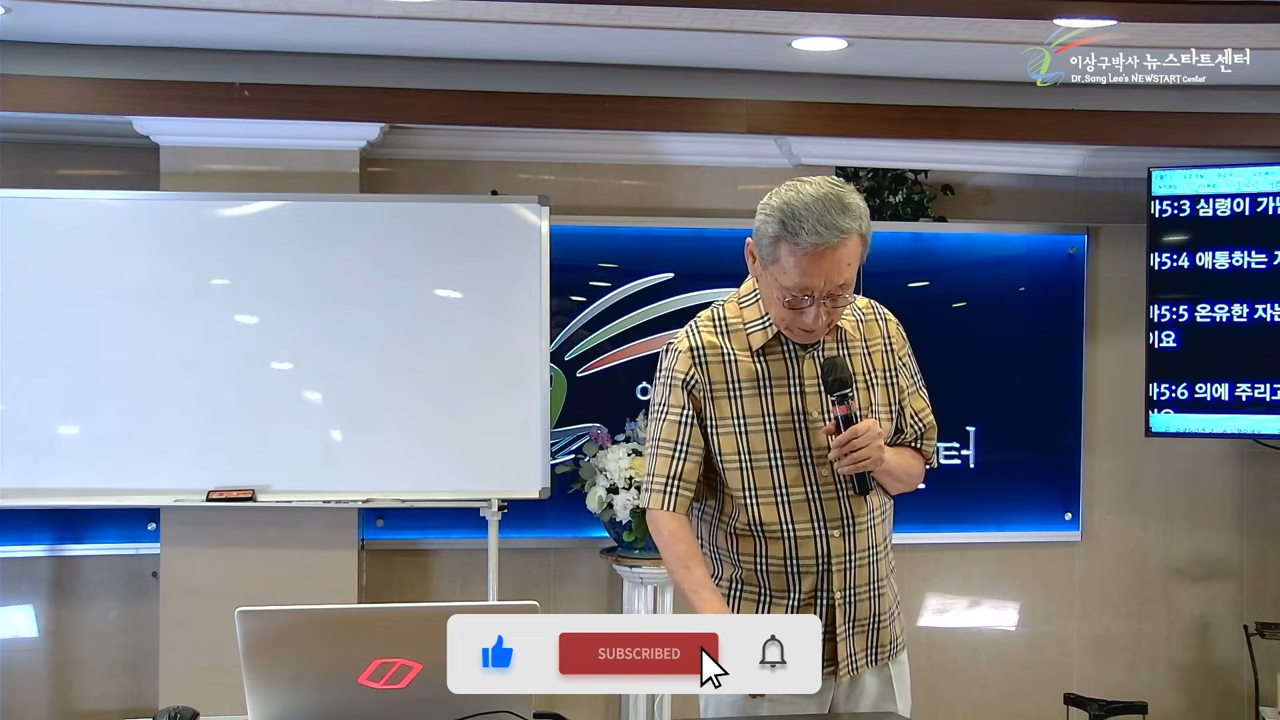 이상구박사 뉴스타트센터
Dr. Sang Lee's NEWSTART Center
마5:3 심령이 가
마5:4 애통하는
마5:5 온유한 자는
이요
마5:6 의에 주리고
터
SUBSCRIBED